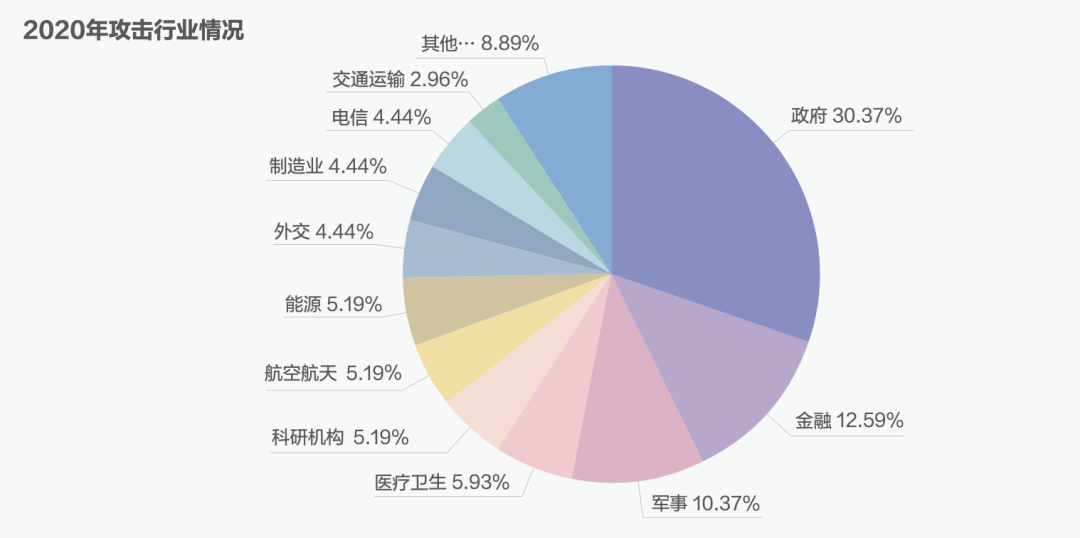 2020年攻击行业情况
其他… 8.89%
交通运输 2.96%
电信 4.44%
政府 30.37%
制造业 4.44%
外交 4.44%
能源 5.19%
航空航天 5.19%
金融 12.59%
科研机构 5.19%
医疗卫生 5.93%
军事 10.37%